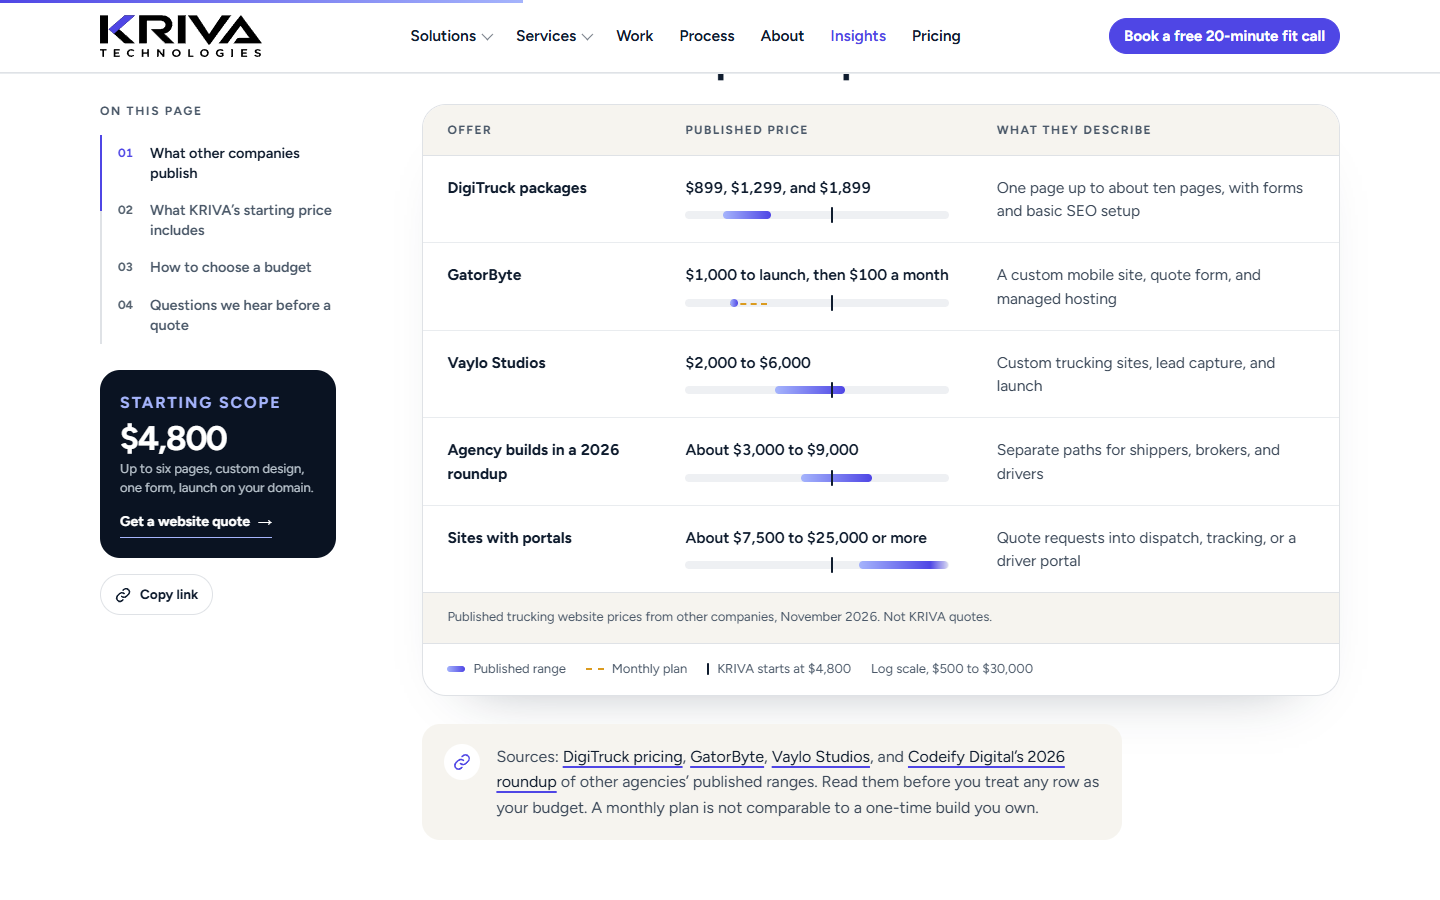 KRIVA
TECHNOLOGIES
Solutions
Services
Work
Process
About
Insights
Pricing
Book a free 20-minute fit call
ON THIS PAGE
01 What other companies
publish
02 What KRIVA’s starting price
includes
03 How to choose a budget
04 Questions we hear before a
quote
STARTING SCOPE
$4,800
Up to six pages, custom design,
one form, launch on your domain.
Get a website quote →
Copy link
OFFER PUBLISHED PRICE WHAT THEY DESCRIBE
DigiTruck packages
$899, $1,299, and $1,899
One page up to about ten pages, with forms
and basic SEO setup
GatorByte
$1,000 to launch, then $100 a month
A custom mobile site, quote form, and
managed hosting
Vaylo Studios
$2,000 to $6,000
Custom trucking sites, lead capture, and
launch
Agency builds in a 2026
roundup
About $3,000 to $9,000
Separate paths for shippers, brokers, and
drivers
Sites with portals
About $7,500 to $25,000 or more
Quote requests into dispatch, tracking, or a
driver portal
Published trucking website prices from other companies, November 2026. Not KRIVA quotes.
Published range
Monthly plan
KRIVA starts at $4,800
Log scale, $500 to $30,000
Sources: DigiTruck pricing, GatorByte, Vaylo Studios, and Codeify Digital’s 2026
roundup of other agencies’ published ranges. Read them before you treat any row as
your budget. A monthly plan is not comparable to a one-time build you own.